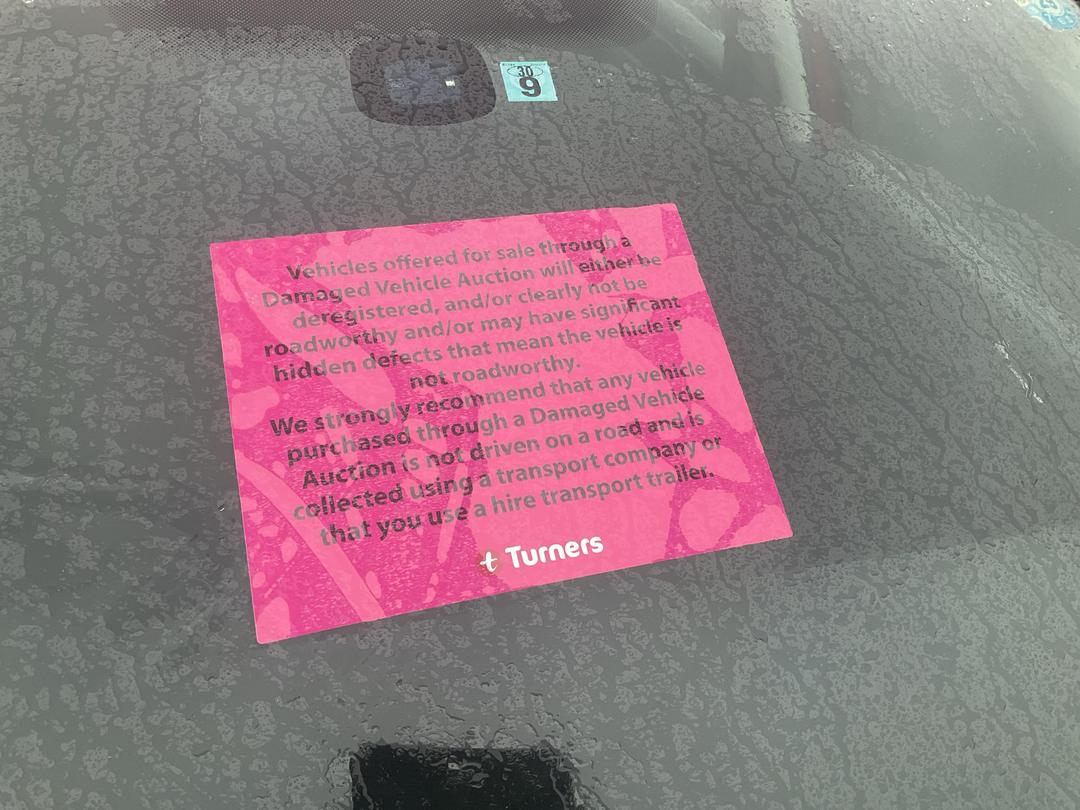 30
9
Vehicles offered for sale through a
Damaged Vehicle Auction will either be
deregistered, and/or clearly not be
roadworthy and/or may have significant
hidden defects that mean the vehicle is
not roadworthy.
We strongly recommend that any vehicle
purchased through a Damaged Vehicle
Auction is not driven on a road and is
collected using a transport company or
that you use a hire transport trailer.
t Turners